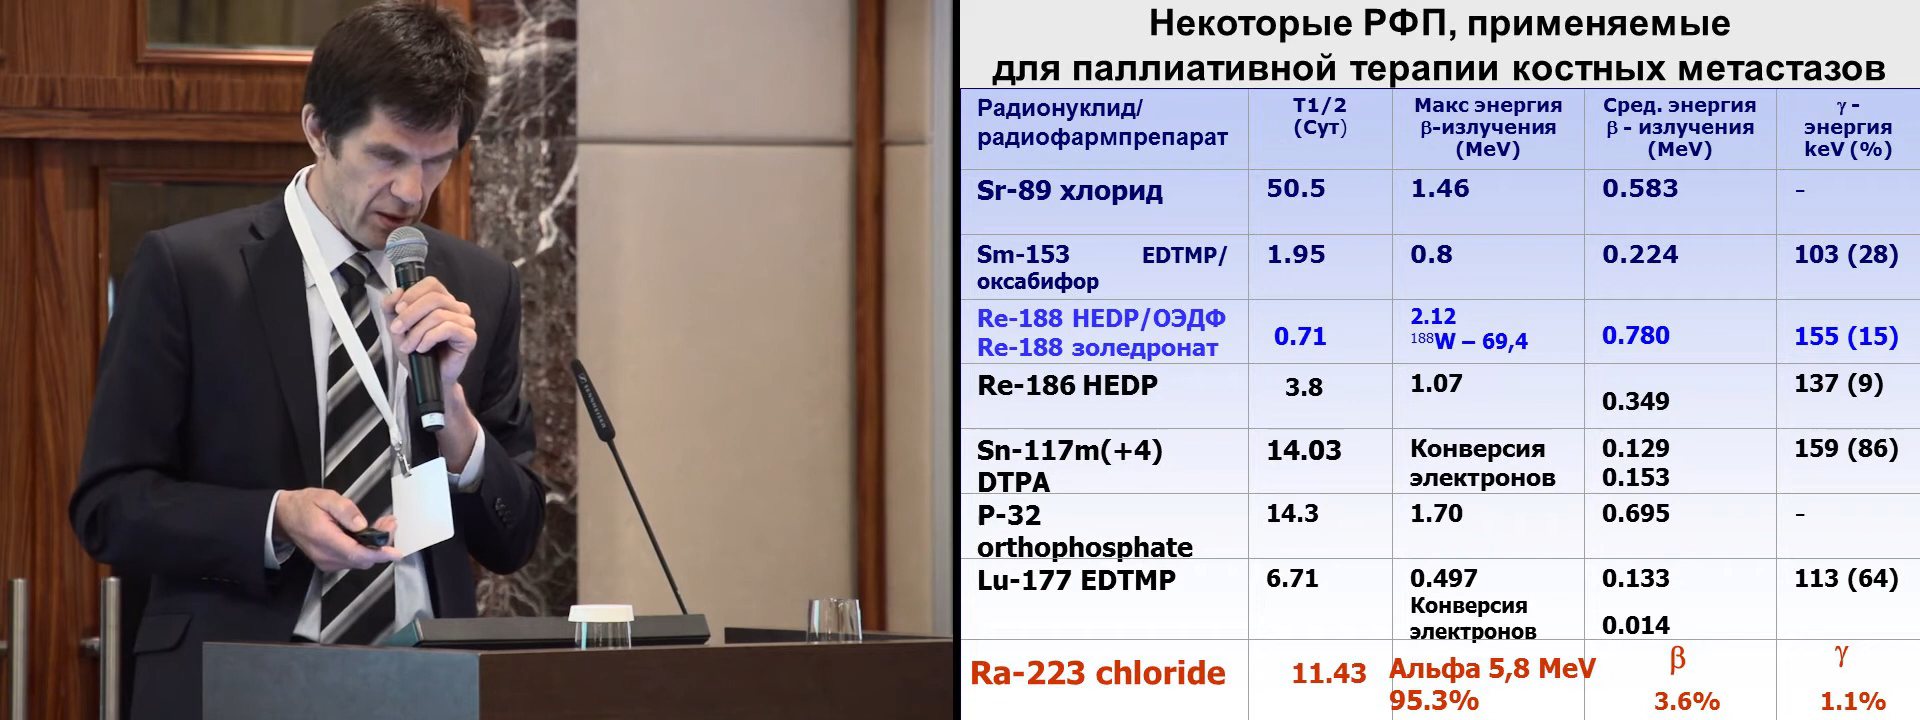 Некоторые РФП, применяемые
для паллиативной терапии костных метастазов
Радионуклид/
радиофармпрепарат
T1/2
(Сут)
Макс энергия
β-излучения
(MeV)
Сред. энергия
β - излучения
(MeV)
γ -
энергия
keV (%)
Sr-89 хлорид
50.5
1.46
0.583
-
Sm-153 EDTMP/
оксабифор
1.95
0.8
0.224
103 (28)
Re-188 HEDP/ОЭДФ
Re-188 золедронат
0.71
2.12
¹⁸⁸W – 69,4
0.780
155 (15)
Re-186 HEDP
3.8
1.07
0.349
137 (9)
Sn-117m(+4)
DTPA
14.03
Конверсия
электронов
0.129
0.153
159 (86)
P-32
orthophosphate
14.3
1.70
0.695
-
Lu-177 EDTMP
6.71
0.497
Конверсия
электронов
0.133
0.014
113 (64)
Ra-223 chloride
11.43
Альфа 5,8 MeV
95.3%
β
3.6%
γ
1.1%
SENNHEISER